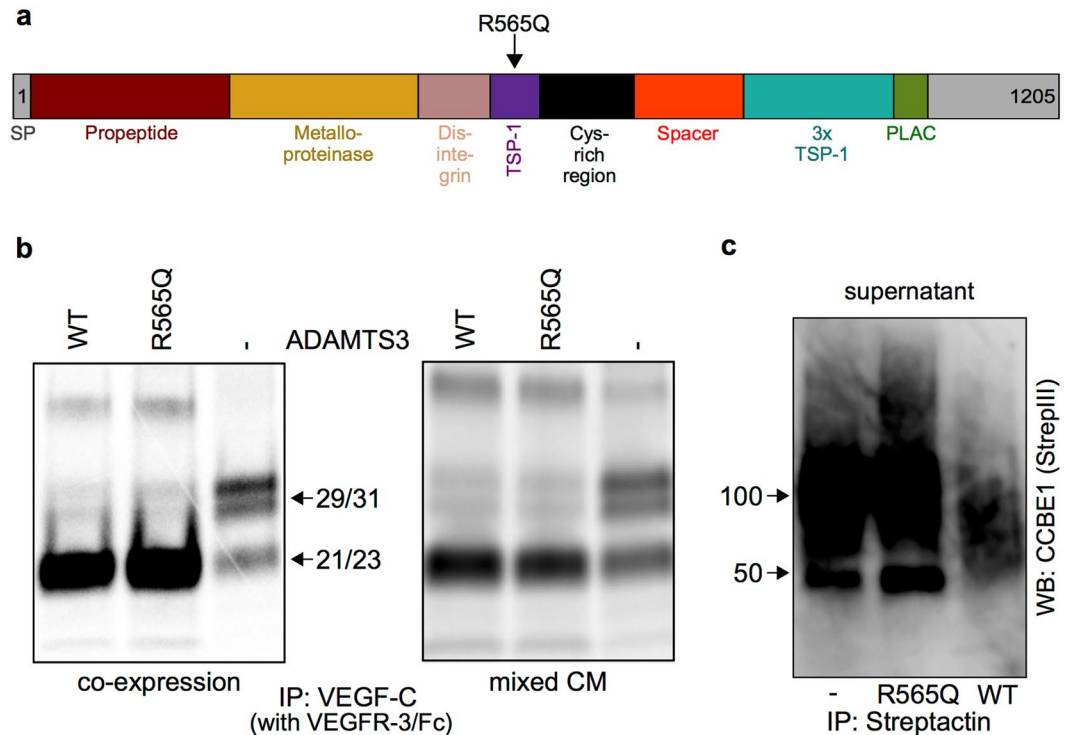 a
R565Q
1
1205
SP
Propeptide
Metallo-
proteinase
Dis-
inte-
grin
TSP-1
Cys-
rich
region
Spacer
3x
TSP-1
PLAC
b
WT
R565Q
-
ADAMTS3
WT
R565Q
-
29/31
21/23
co-expression
mixed CM
IP: VEGF-C
(with VEGFR-3/Fc)
c
supernatant
100
50
WB: CCBE1 (StrepIII)
- R565Q WT
IP: Streptactin